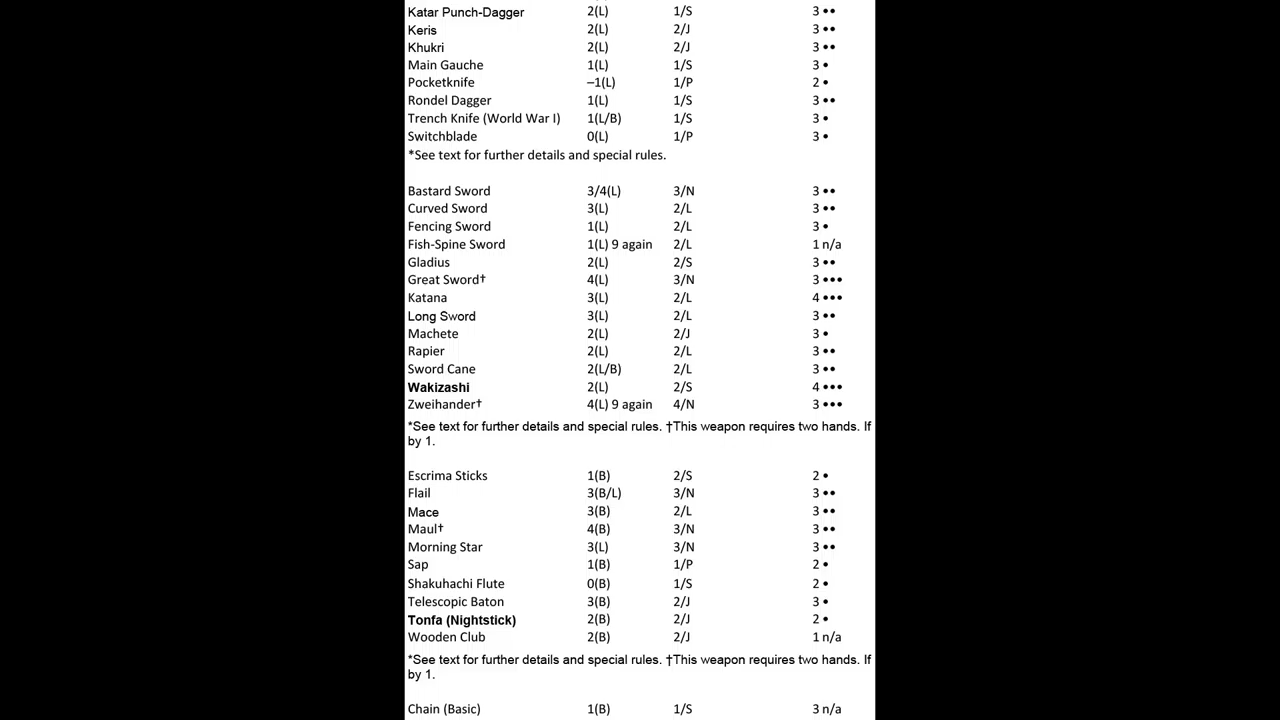 Katar Punch-Dagger 2(L) 1/S 3 ••
Keris 2(L) 2/J 3 ••
Khukri 2(L) 2/J 3 ••
Main Gauche 1(L) 1/S 3 •
Pocketknife –1(L) 1/P 2 •
Rondel Dagger 1(L) 1/S 3 ••
Trench Knife (World War I) 1(L/B) 1/S 3 •
Switchblade 0(L) 1/P 3 •
*See text for further details and special rules.
Bastard Sword 3/4(L) 3/N 3 ••
Curved Sword 3(L) 2/L 3 ••
Fencing Sword 1(L) 2/L 3 •
Fish-Spine Sword 1(L) 9 again 2/L 1 n/a
Gladius 2(L) 2/S 3 ••
Great Sword† 4(L) 3/N 3 •••
Katana 3(L) 2/L 4 •••
Long Sword 3(L) 2/L 3 ••
Machete 2(L) 2/J 3 •
Rapier 2(L) 2/L 3 ••
Sword Cane 2(L/B) 2/L 3 ••
Wakizashi 2(L) 2/S 4 •••
Zweihander† 4(L) 9 again 4/N 3 •••
*See text for further details and special rules. †This weapon requires two hands. If
by 1.
Escrima Sticks 1(B) 2/S 2 •
Flail 3(B/L) 3/N 3 ••
Mace 3(B) 2/L 3 ••
Maul† 4(B) 3/N 3 ••
Morning Star 3(L) 3/N 3 ••
Sap 1(B) 1/P 2 •
Shakuhachi Flute 0(B) 1/S 2 •
Telescopic Baton 3(B) 2/J 3 •
Tonfa (Nightstick) 2(B) 2/J 2 •
Wooden Club 2(B) 2/J 1 n/a
*See text for further details and special rules. †This weapon requires two hands. If
by 1.
Chain (Basic) 1(B) 1/S 3 n/a